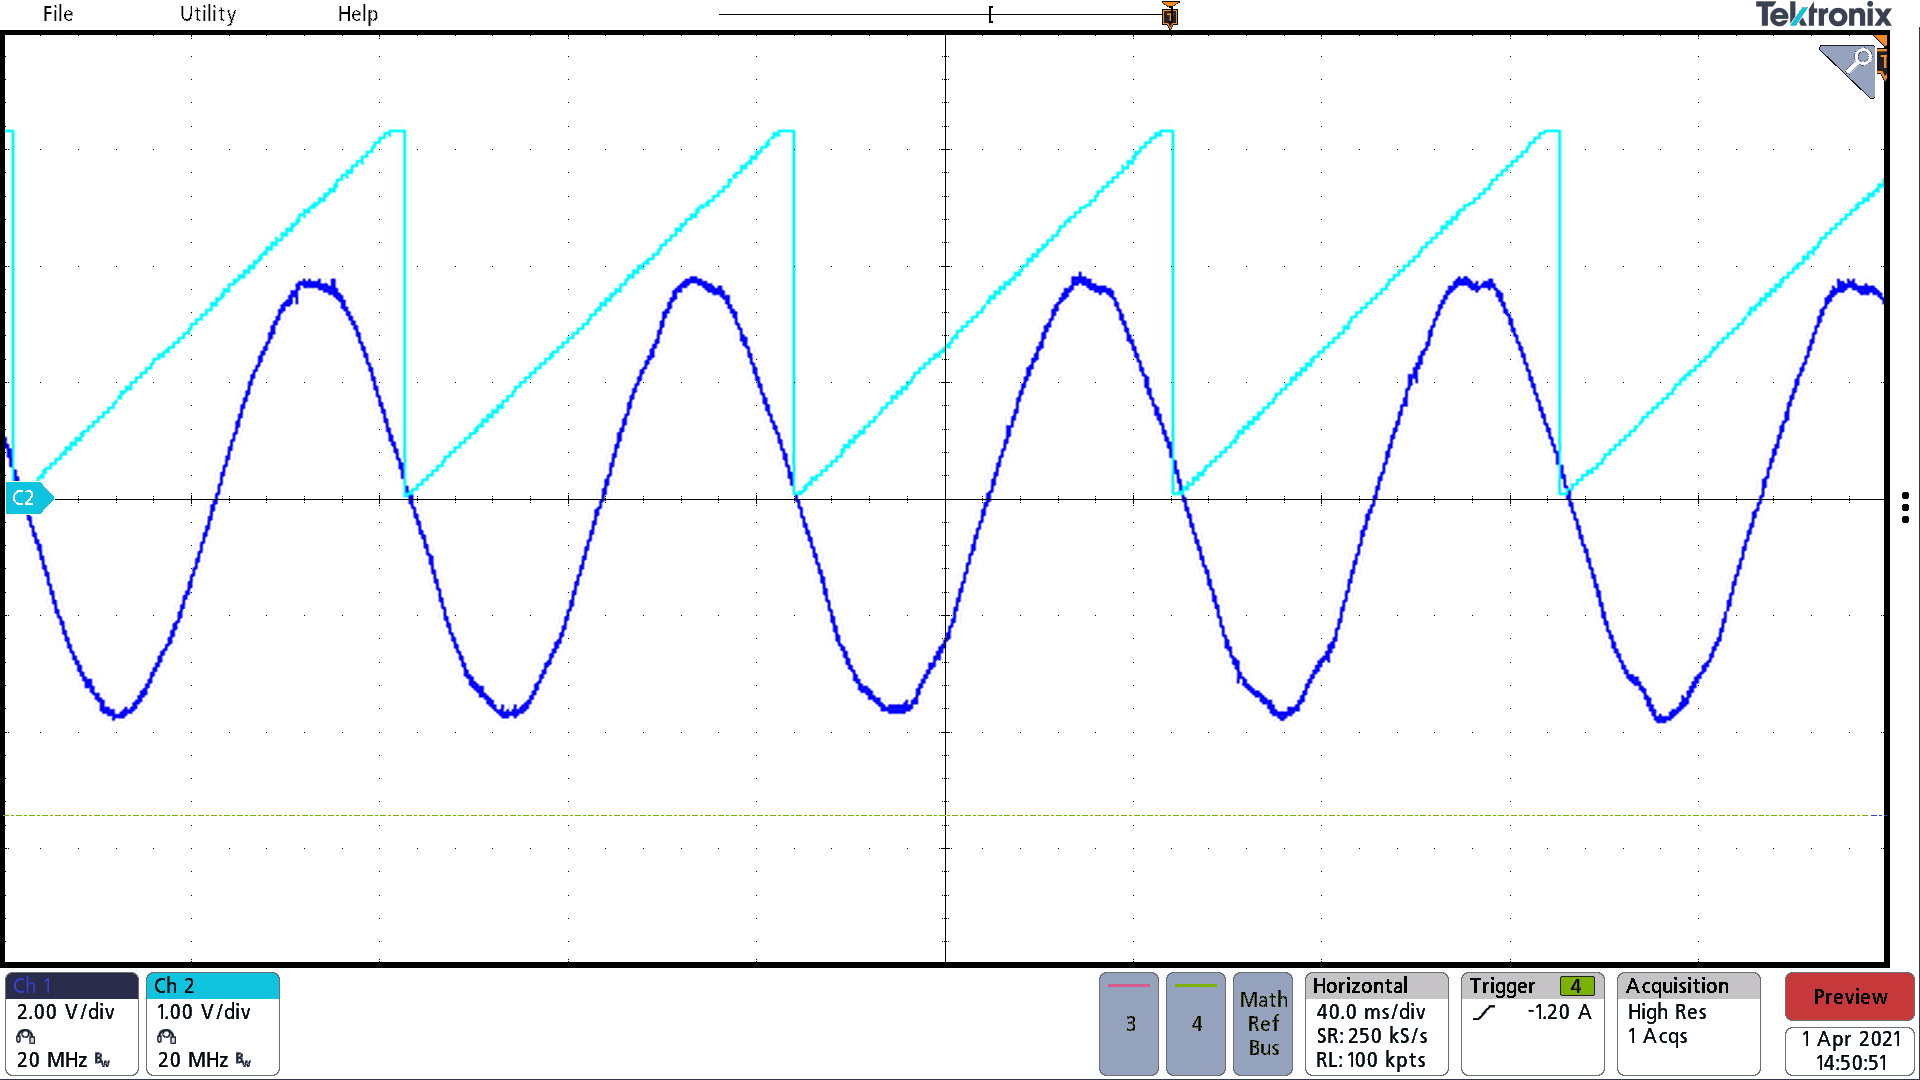 File Utility Help
Tektronix
T
T
C2
Ch 1
2.00 V/div
20 MHz Bw
Ch 2
1.00 V/div
20 MHz Bw
3
4
Math
Ref
Bus
Horizontal
40.0 ms/div
SR: 250 kS/s
RL: 100 kpts
Trigger 4
-1.20 A
Acquisition
High Res
1 Acqs
Preview
1 Apr 2021
14:50:51